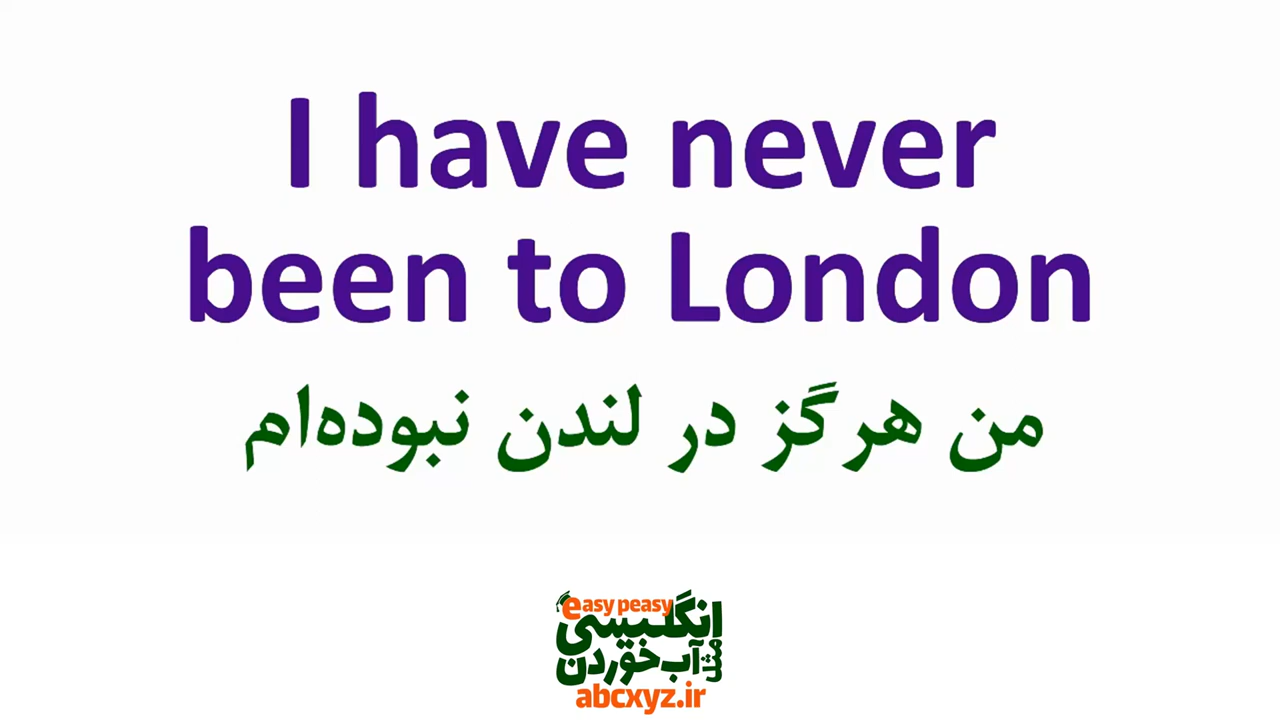 I have never
been to London
من هرگز در لندن نبوده‌ام
easy peasy
انگلیسی
مثل آب خوردن
abcxyz.ir